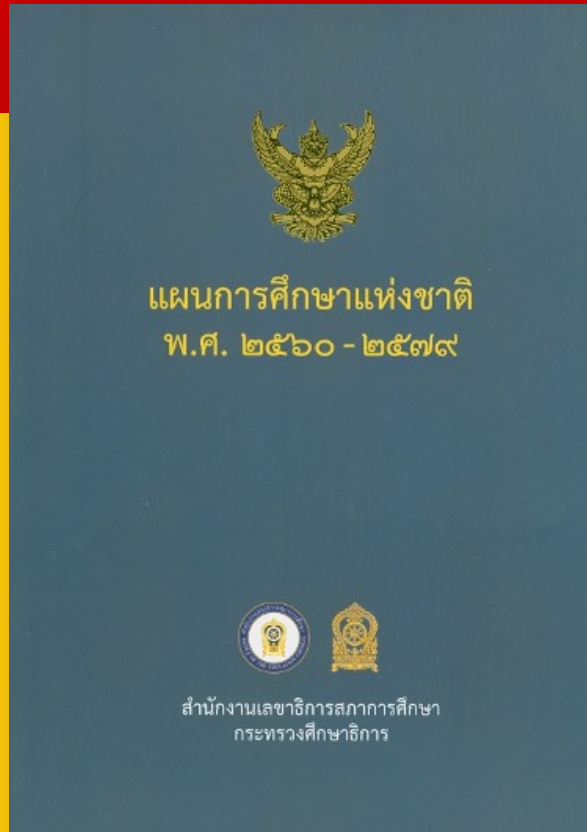 แผนการศึกษาแห่งชาติ
พ.ศ. ๒๕๖๐ - ๒๕๗๙
สำนักงานเลขาธิการสภาการศึกษา
กระทรวงศึกษาธิการ